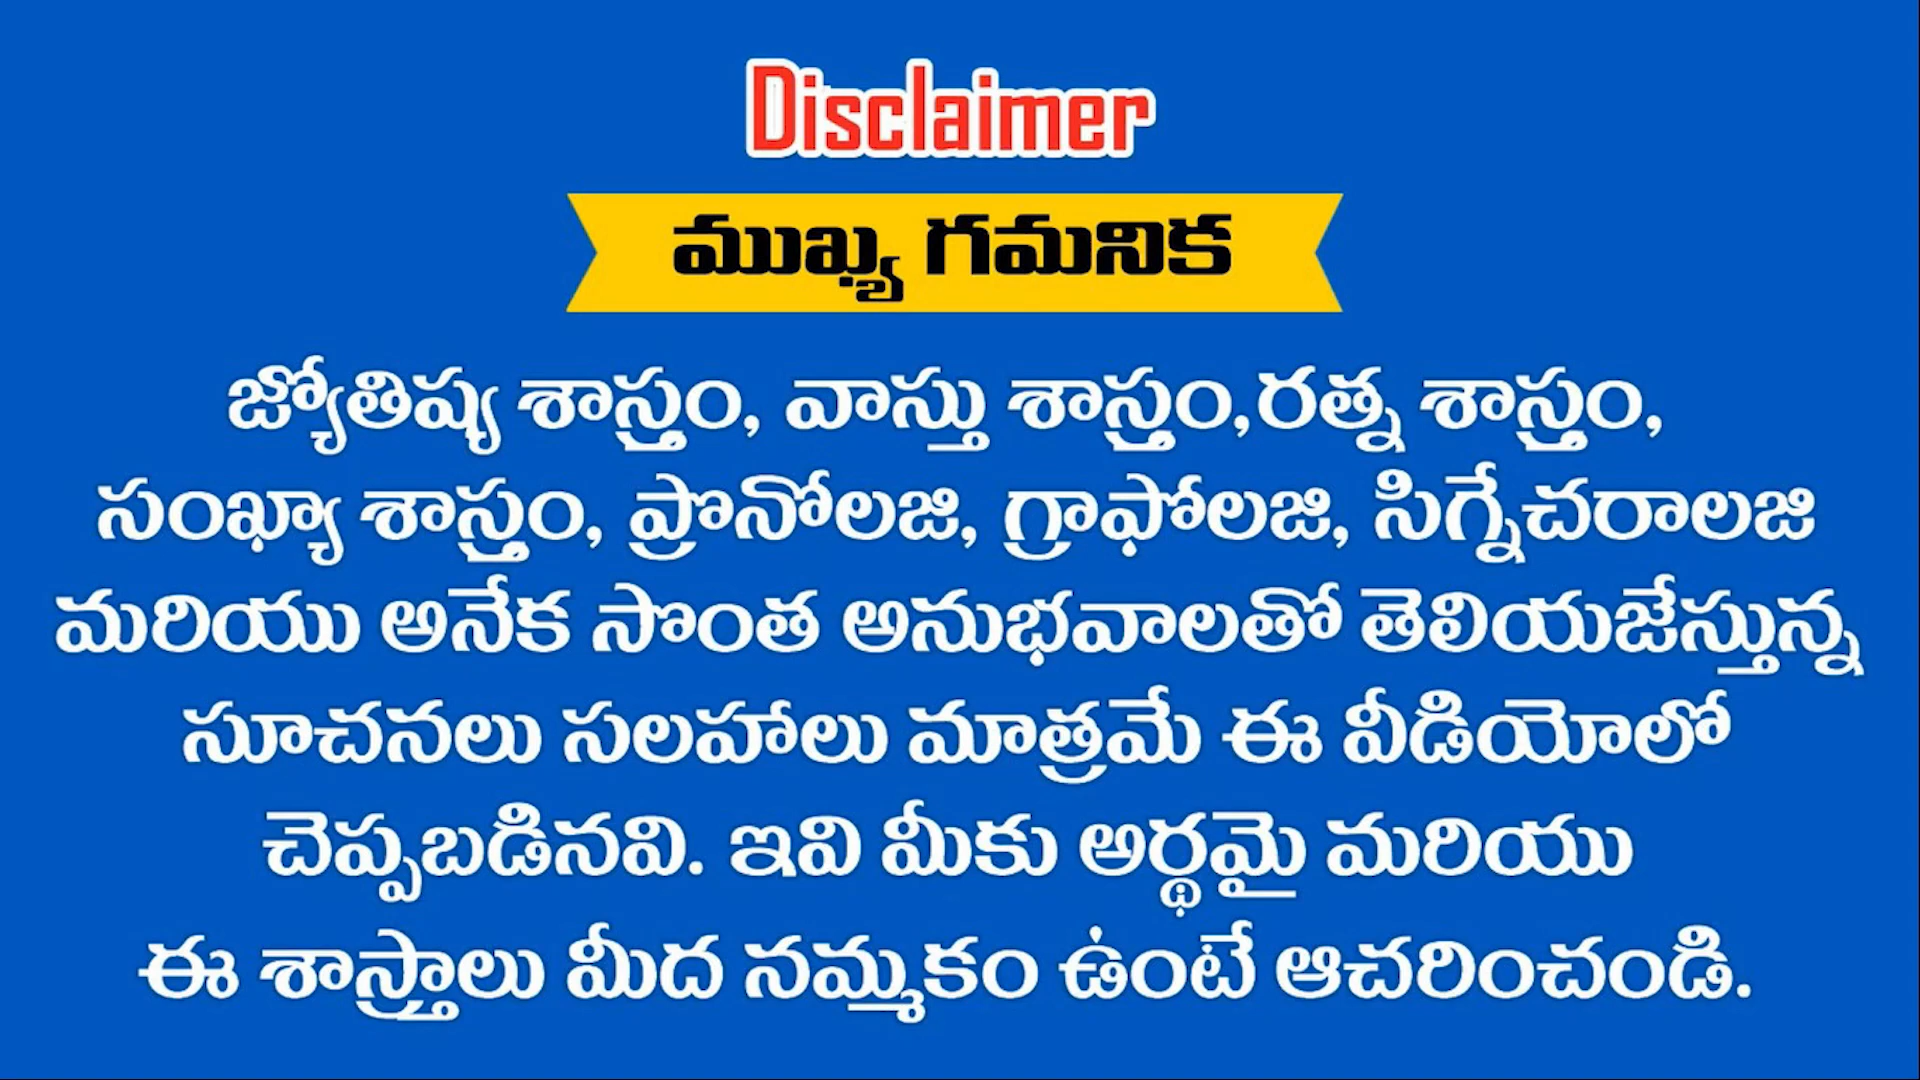 Disclaimer
ముఖ్య గమనిక
జ్యోతిష్య శాస్త్రం, వాస్తు శాస్త్రం,రత్న శాస్త్రం,
సంఖ్యా శాస్త్రం, ప్రొనోలజి, గ్రాఫోలజి, సిగ్నేచరాలజి
మరియు అనేక సొంత అనుభవాలతో తెలియజేస్తున్న
సూచనలు సలహాలు మాత్రమే ఈ వీడియోలో
చెప్పబడినవి. ఇవి మీకు అర్థమై మరియు
ఈ శాస్త్రాలు మీద నమ్మకం ఉంటే ఆచరించండి.